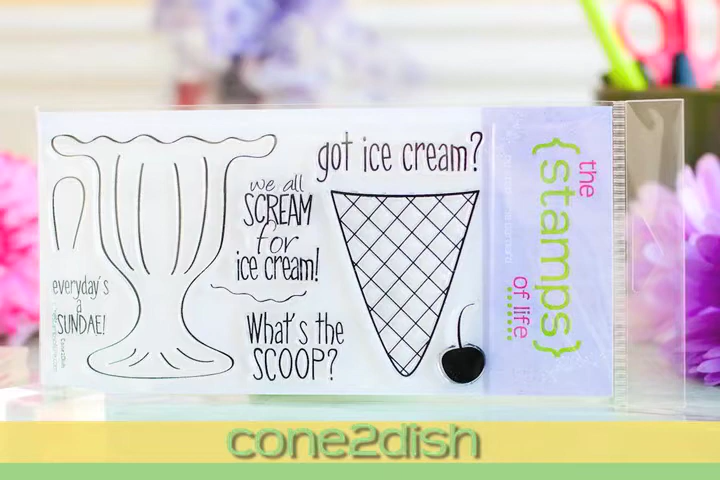 got ice cream?
we all
SCREAM
for
ice cream!
everyday's
a
SUNDAE!
What's the
SCOOP?
cone2dish
the
{stamps}
of life
cone2dish